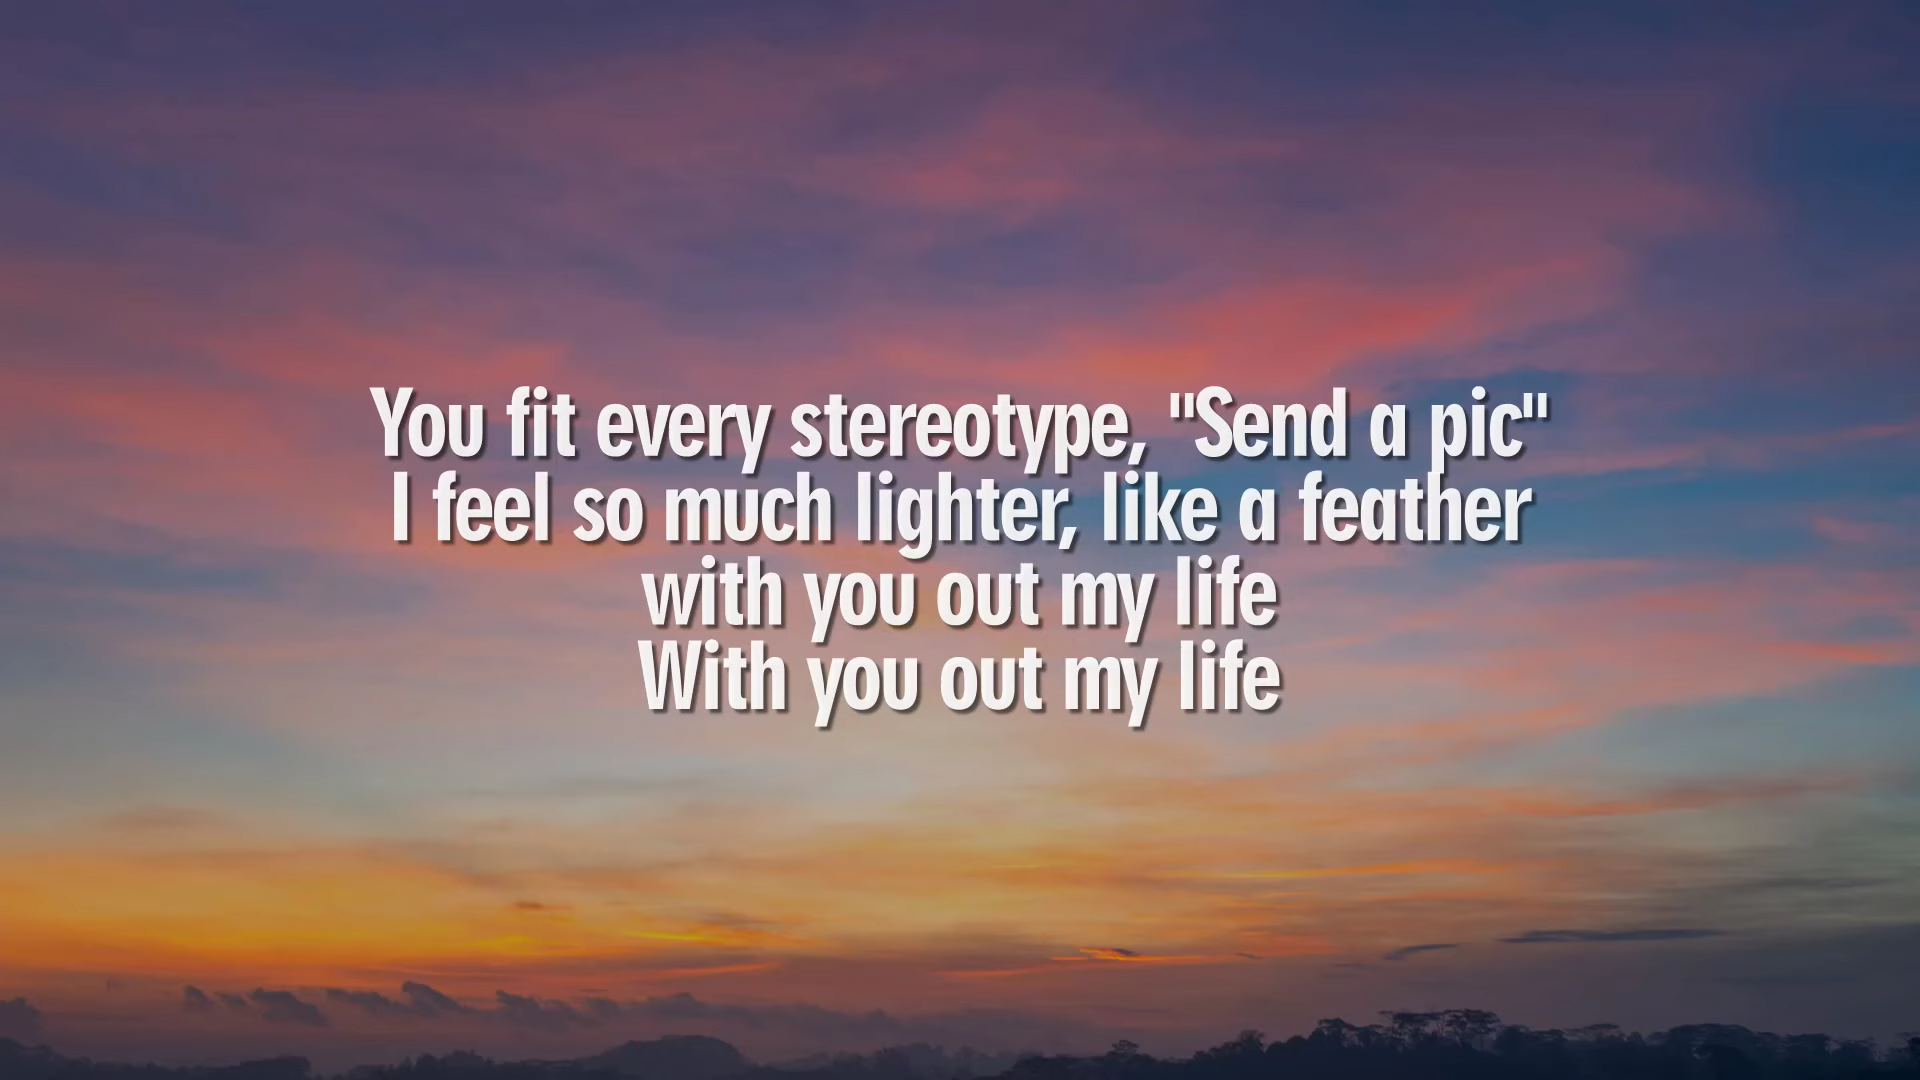 You fit every stereotype, "Send a pic"
I feel so much lighter, like a feather
with you out my life
With you out my life